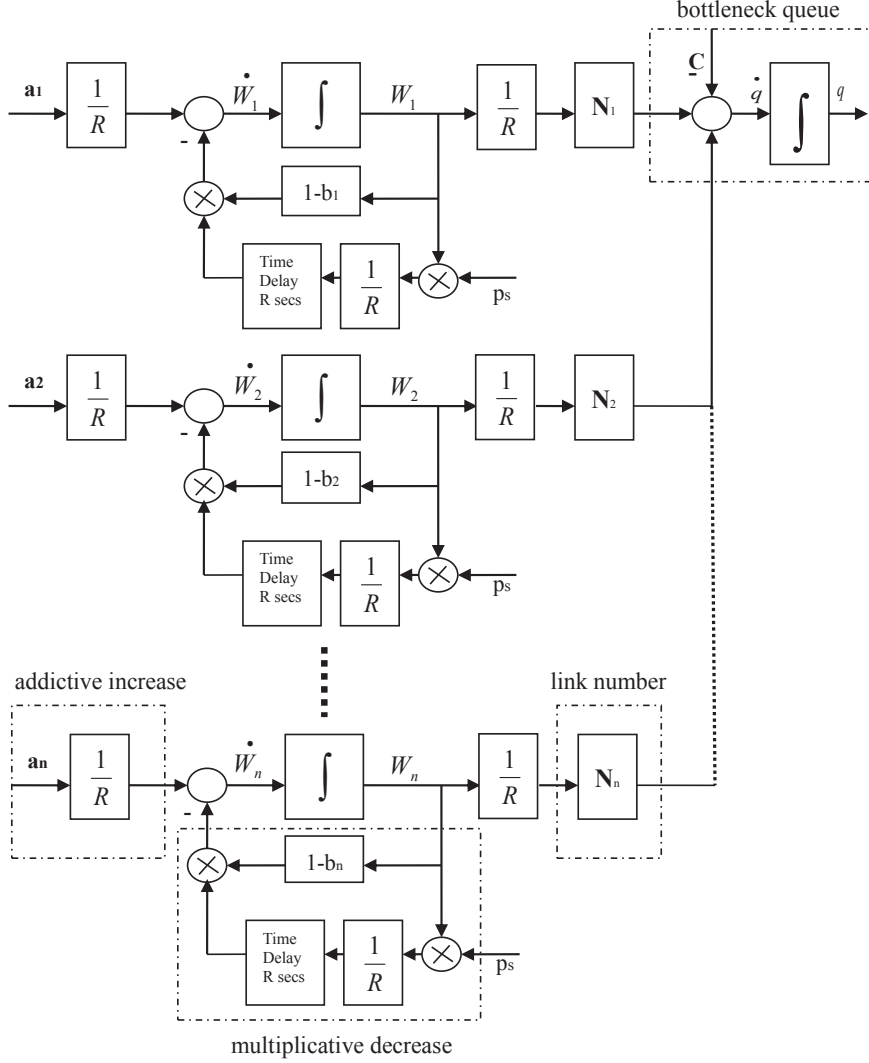 bottleneck queue
-C
a1
1/R
Ẇ1
∫
W1
1/R
N1
q̇
∫
q
-
×
1-b1
Time
Delay
R secs
1/R
×
ps
a2
1/R
Ẇ2
∫
W2
1/R
N2
-
×
1-b2
Time
Delay
R secs
1/R
×
ps
addictive increase
link number
an
1/R
Ẇn
∫
Wn
1/R
Nn
-
×
1-bn
Time
Delay
R secs
1/R
×
ps
multiplicative decrease